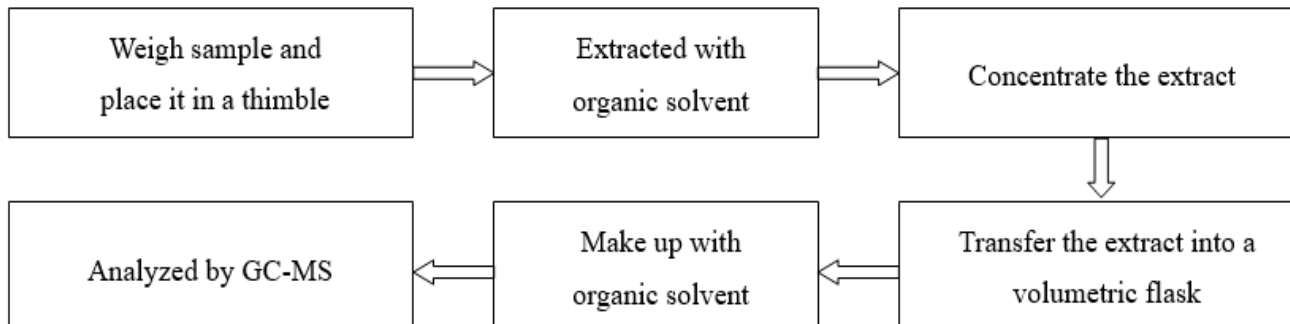 Weigh sample and
place it in a thimble
Extracted with
organic solvent
Concentrate the extract
Transfer the extract into a
volumetric flask
Make up with
organic solvent
Analyzed by GC-MS